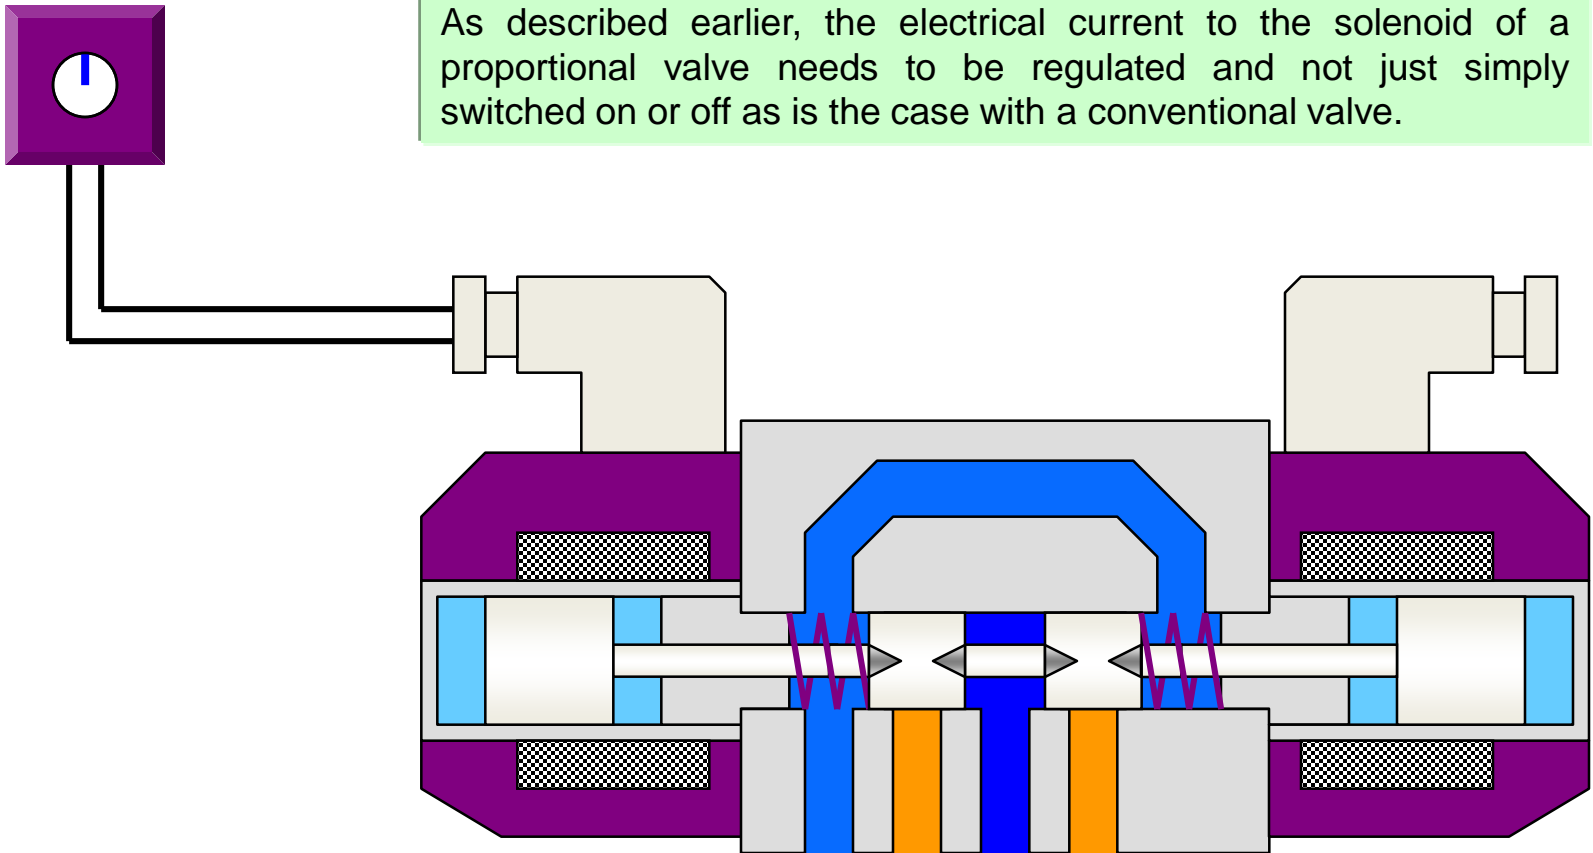 As described earlier, the electrical current to the solenoid of a
proportional valve needs to be regulated and not just simply
switched on or off as is the case with a conventional valve.